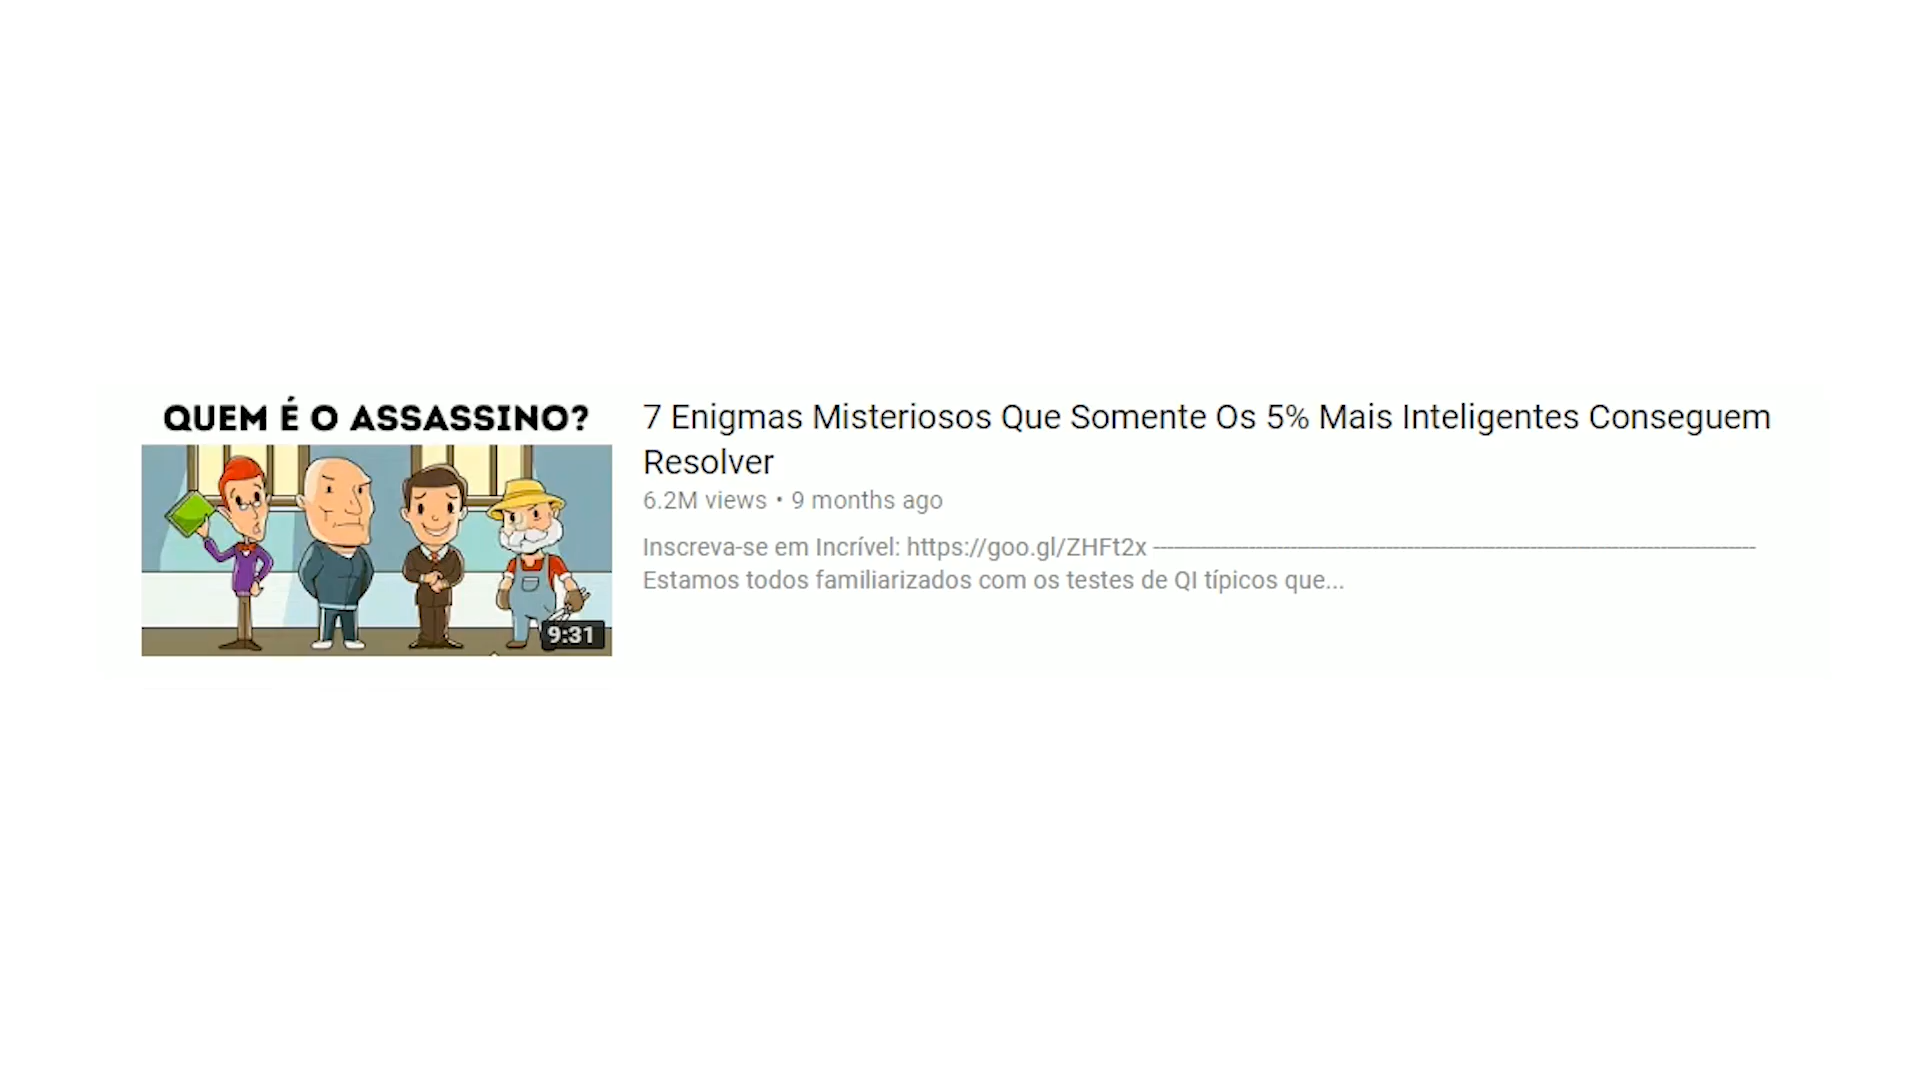 QUEM É O ASSASSINO?
9:31
7 Enigmas Misteriosos Que Somente Os 5% Mais Inteligentes Conseguem
Resolver
6.2M views • 9 months ago
Inscreva-se em Incrível: https://goo.gl/ZHFt2x ----------------------------------------------------------------------------------------
Estamos todos familiarizados com os testes de QI típicos que...